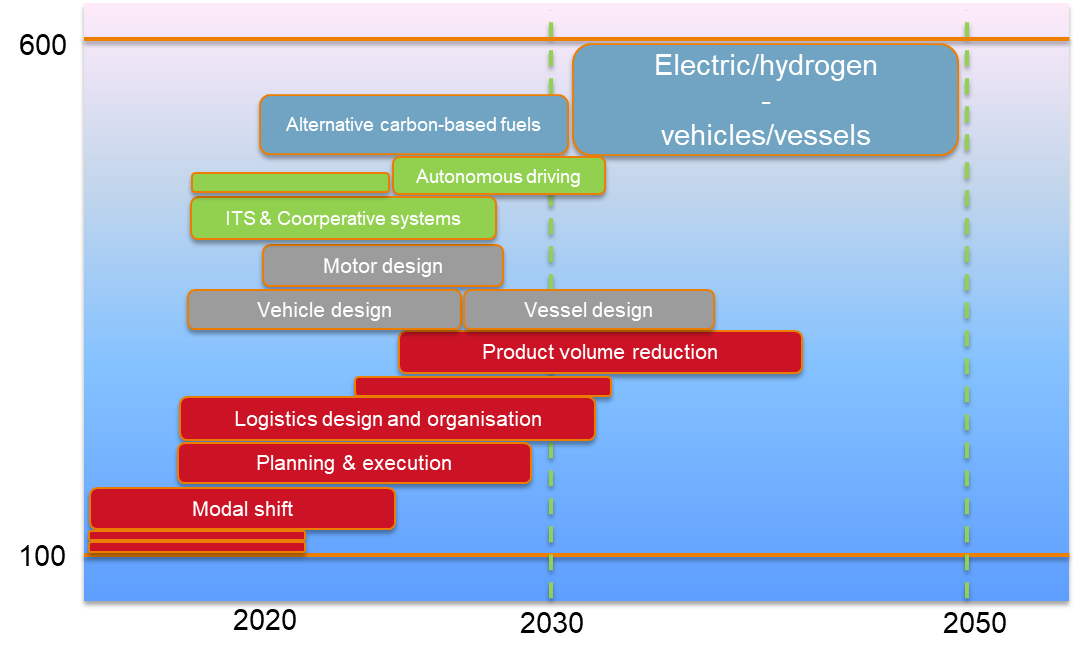 600
Electric/hydrogen
-
vehicles/vessels
Alternative carbon-based fuels
Autonomous driving
ITS & Coorperative systems
Motor design
Vehicle design
Vessel design
Product volume reduction
Logistics design and organisation
Planning & execution
Modal shift
100
2020
2030
2050